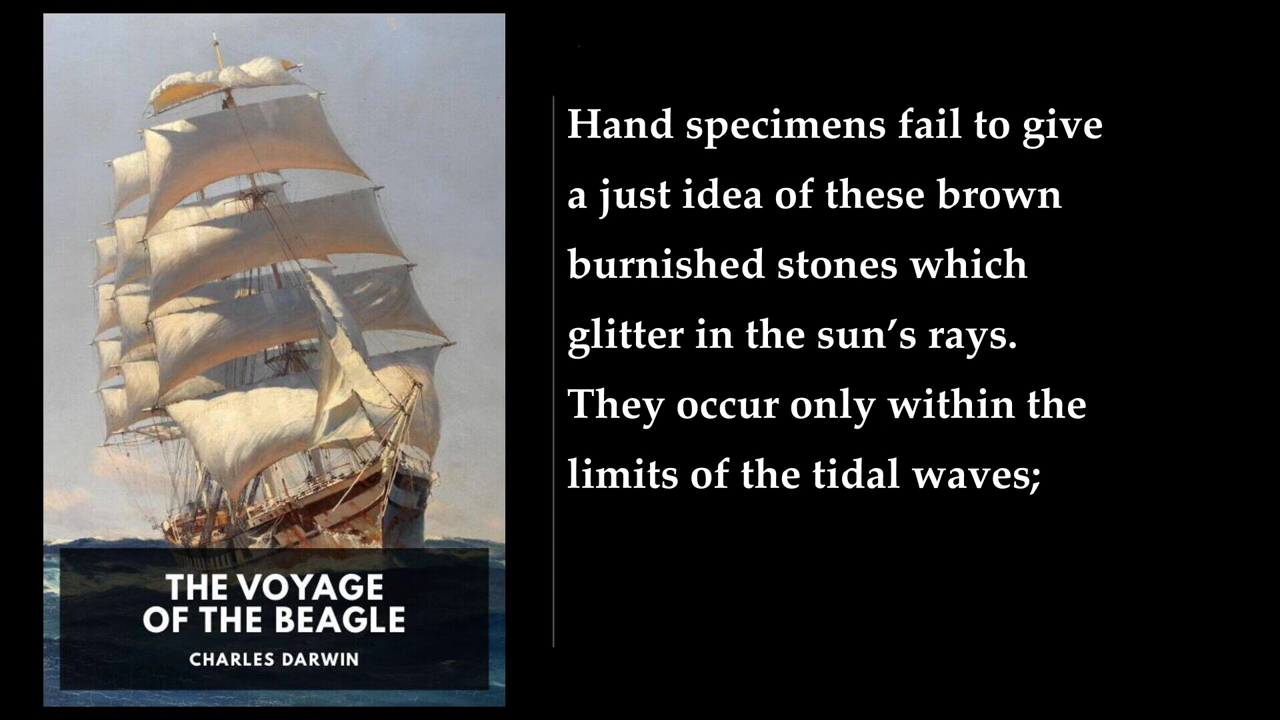 THE VOYAGE
OF THE BEAGLE
CHARLES DARWIN
Hand specimens fail to give
a just idea of these brown
burnished stones which
glitter in the sun’s rays.
They occur only within the
limits of the tidal waves;